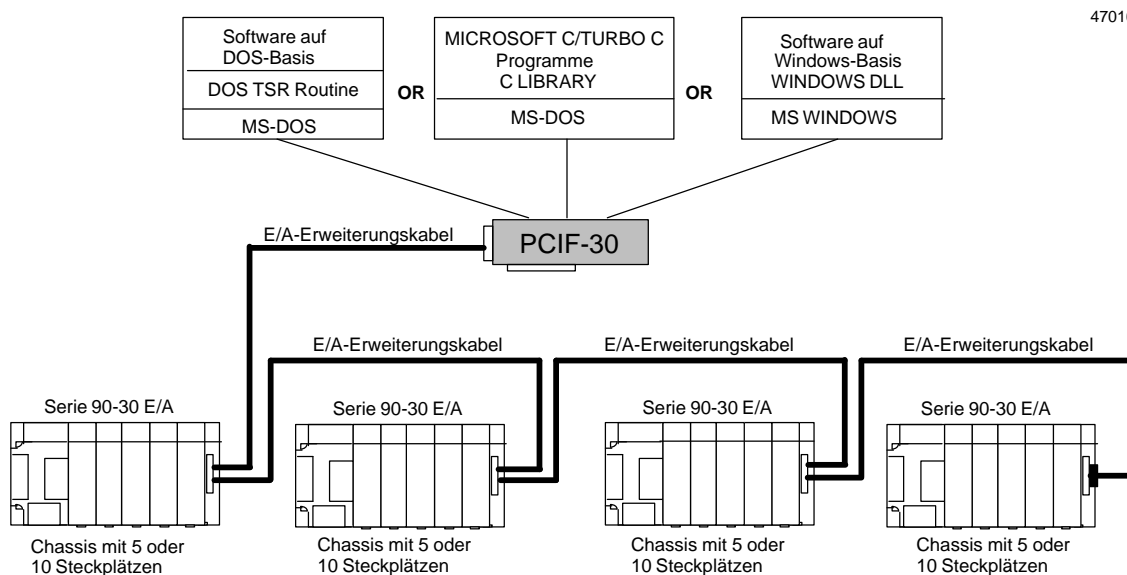 47010
Software auf
DOS-Basis
DOS TSR Routine
MS-DOS
OR
MICROSOFT C/TURBO C
Programme
C LIBRARY
MS-DOS
OR
Software auf
Windows-Basis
WINDOWS DLL
MS WINDOWS
E/A-Erweiterungskabel
PCIF-30
E/A-Erweiterungskabel
E/A-Erweiterungskabel
E/A-Erweiterungskabel
Serie 90-30 E/A
Serie 90-30 E/A
Serie 90-30 E/A
Serie 90-30 E/A
Chassis mit 5 oder
10 Steckplätzen
Chassis mit 5 oder
10 Steckplätzen
Chassis mit 5 oder
10 Steckplätzen
Chassis mit 5 oder
10 Steckplätzen